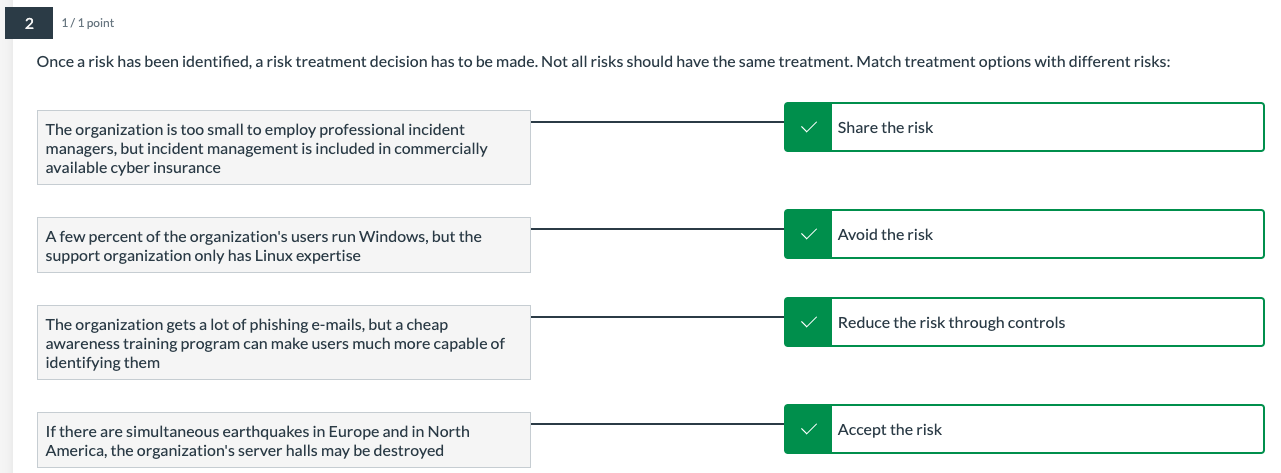 2
1 / 1 point
Once a risk has been identified, a risk treatment decision has to be made. Not all risks should have the same treatment. Match treatment options with different risks:
The organization is too small to employ professional incident
managers, but incident management is included in commercially
available cyber insurance
Share the risk
A few percent of the organization's users run Windows, but the
support organization only has Linux expertise
Avoid the risk
The organization gets a lot of phishing e-mails, but a cheap
awareness training program can make users much more capable of
identifying them
Reduce the risk through controls
If there are simultaneous earthquakes in Europe and in North
America, the organization's server halls may be destroyed
Accept the risk